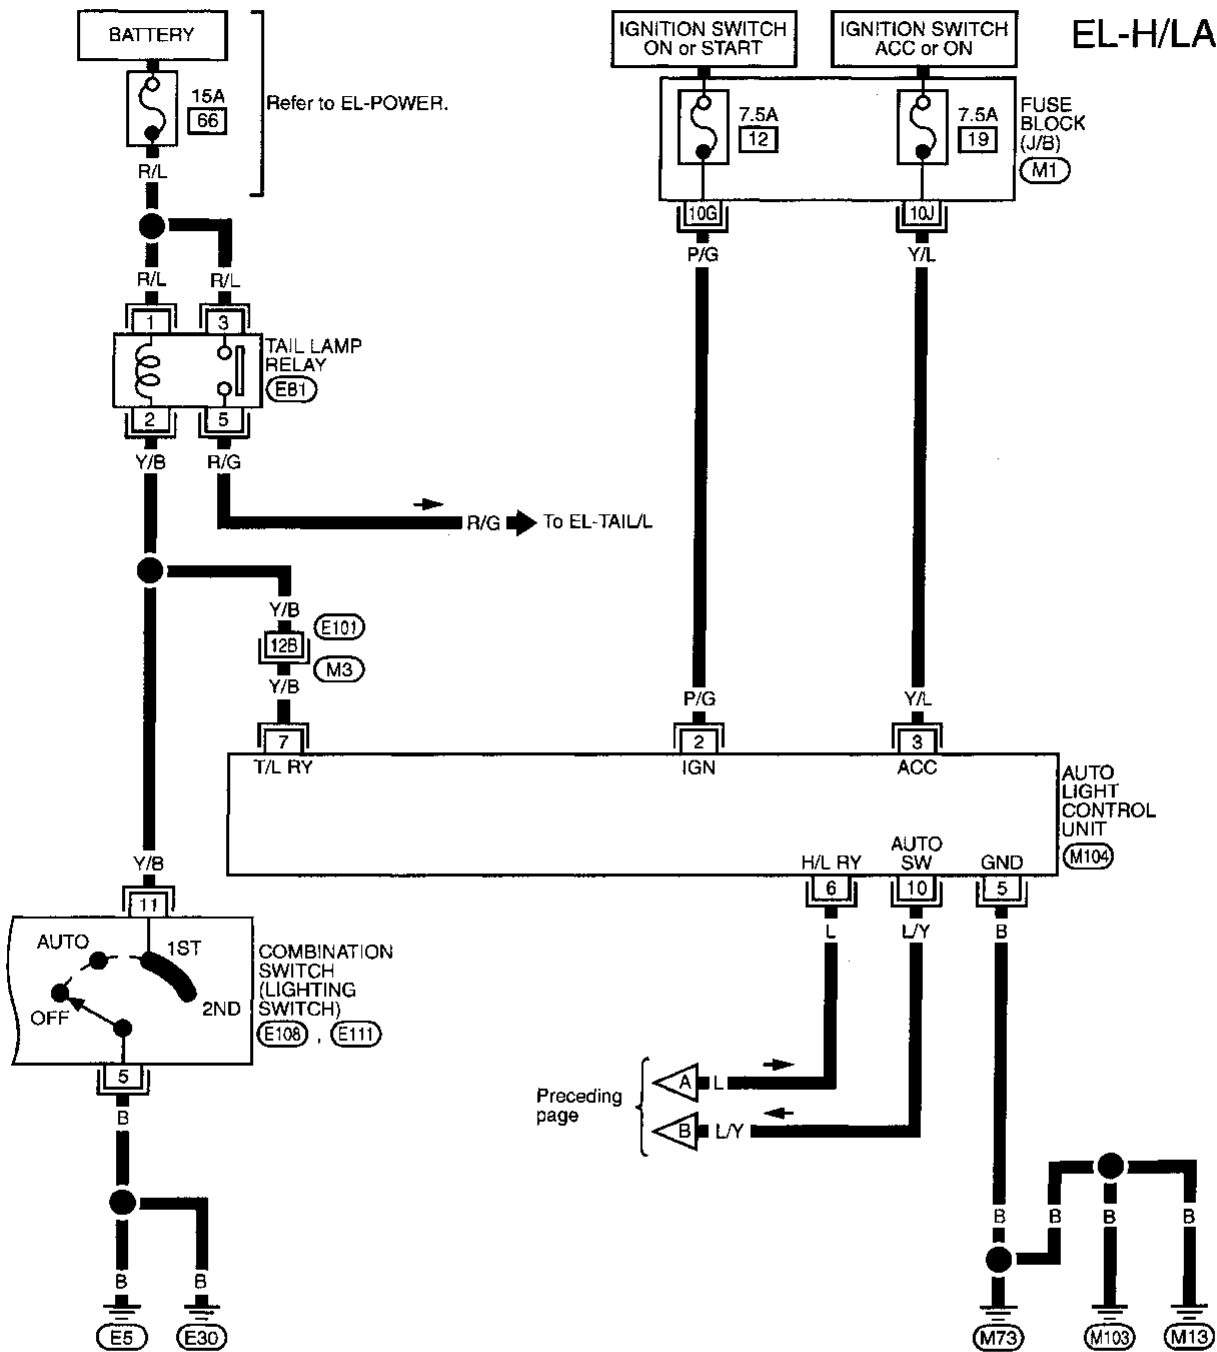 EL-H/LA
BATTERY
15A
66
Refer to EL-POWER.
IGNITION SWITCH
ON or START
IGNITION SWITCH
ACC or ON
7.5A
12
7.5A
19
FUSE
BLOCK
(J/B)
M1
R/L
10G
10J
P/G
Y/L
R/L
R/L
1
3
TAIL LAMP
RELAY
E81
2
5
Y/B
R/G
R/G
To EL-TAIL/L
Y/B
E101
12B
M3
Y/B
P/G
Y/L
7
2
3
T/L RY
IGN
ACC
AUTO
LIGHT
CONTROL
UNIT
M104
H/L RY
AUTO
SW
GND
6
10
5
L
L/Y
B
Y/B
11
AUTO
1ST
OFF
2ND
COMBINATION
SWITCH
(LIGHTING
SWITCH)
E108 , E111
5
B
Preceding
page
A
L
B
L/Y
B
B
B
B
B
B
E5
E30
M73
M103
M13